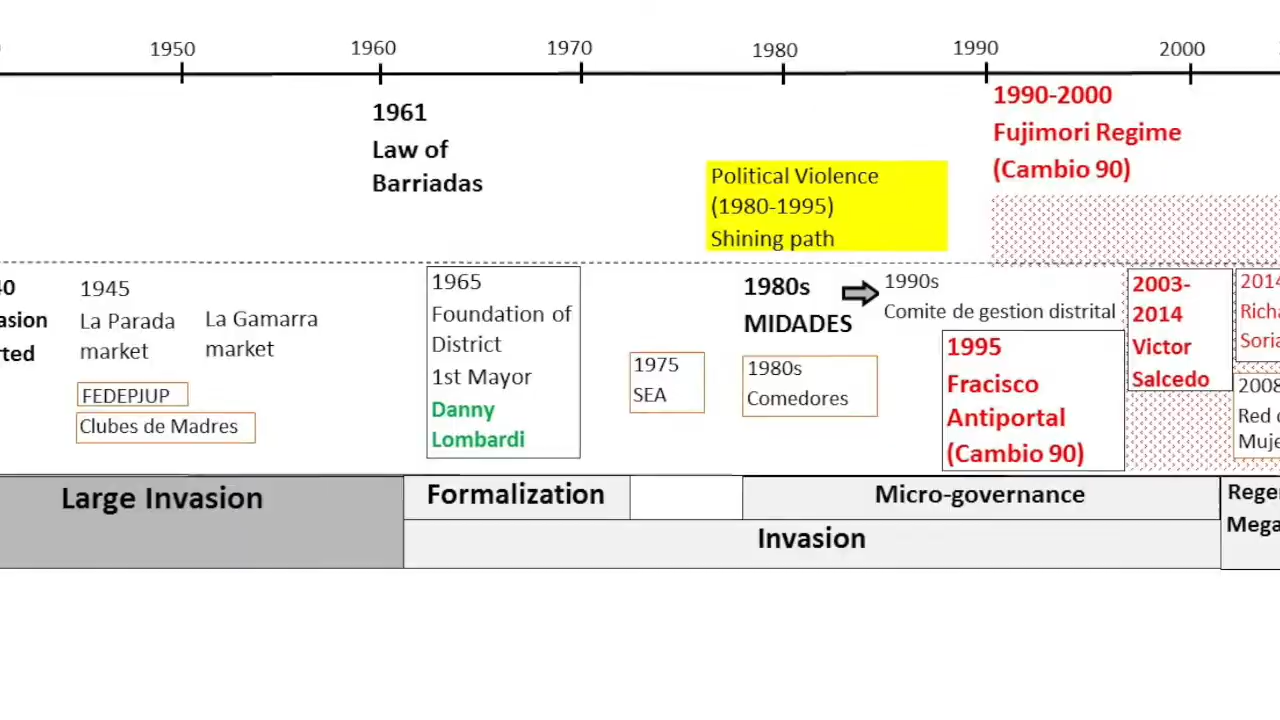 1950
1960
1970
1980
1990
2000
1961
Law of
Barriadas
Political Violence
(1980-1995)
Shining path
1990-2000
Fujimori Regime
(Cambio 90)
1945
La Parada
market
La Gamarra
market
FEDEPJUP
Clubes de Madres
1965
Foundation of
District
1st Mayor
Danny
Lombardi
1975
SEA
1980s
MIDADES
1980s
Comedores
1990s
Comite de gestion distrital
1995
Fracisco
Antiportal
(Cambio 90)
2003-
2014
Victor
Salcedo
2014
2008
Red
Large Invasion
Formalization
Micro-governance
Invasion